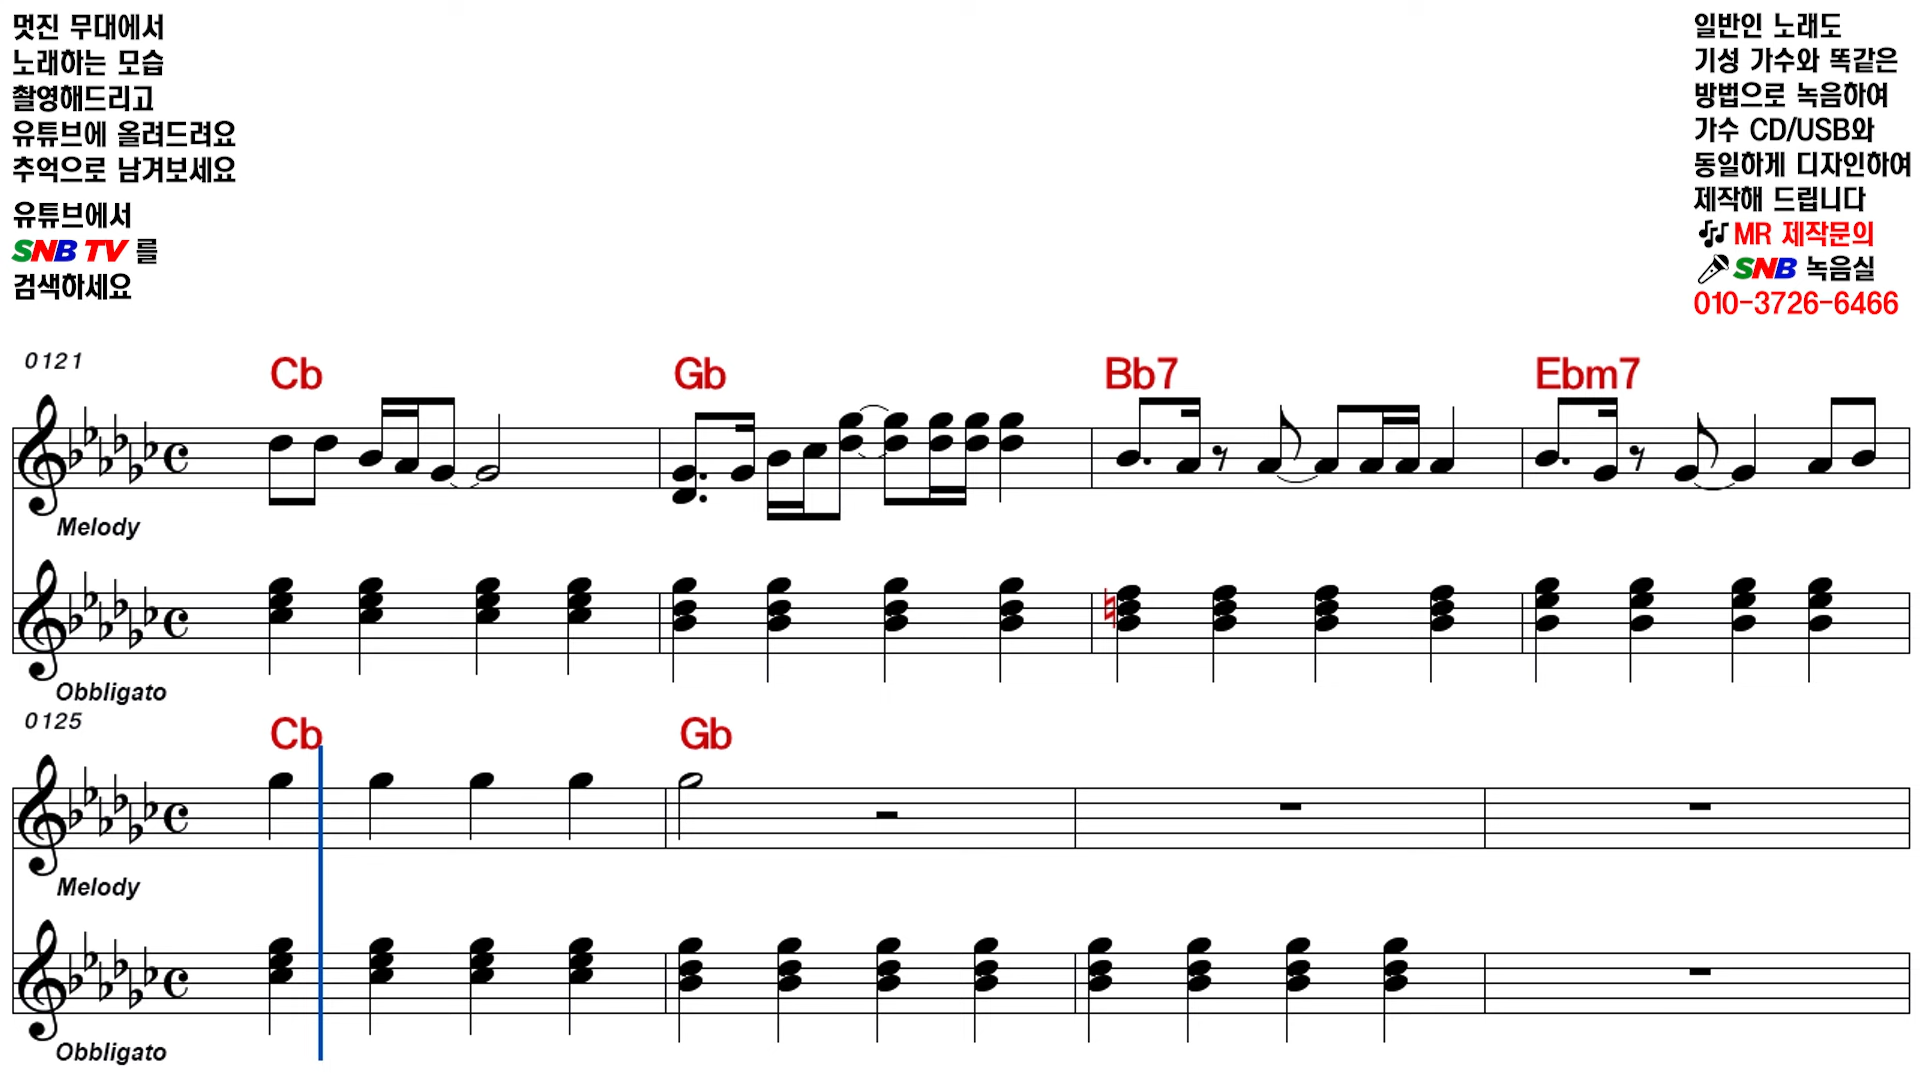 멋진 무대에서
노래하는 모습
촬영해드리고
유튜브에 올려드려요
추억으로 남겨보세요
유튜브에서
SNB TV 를
검색하세요
일반인 노래도
기성 가수와 똑같은
방법으로 녹음하여
가수 CD/USB와
동일하게 디자인하여
제작해 드립니다
MR 제작문의
SNB 녹음실
010-3726-6466
0121
Cb Gb Bb7 Ebm7
Melody
Obbligato
0125
Cb Gb
Melody
Obbligato